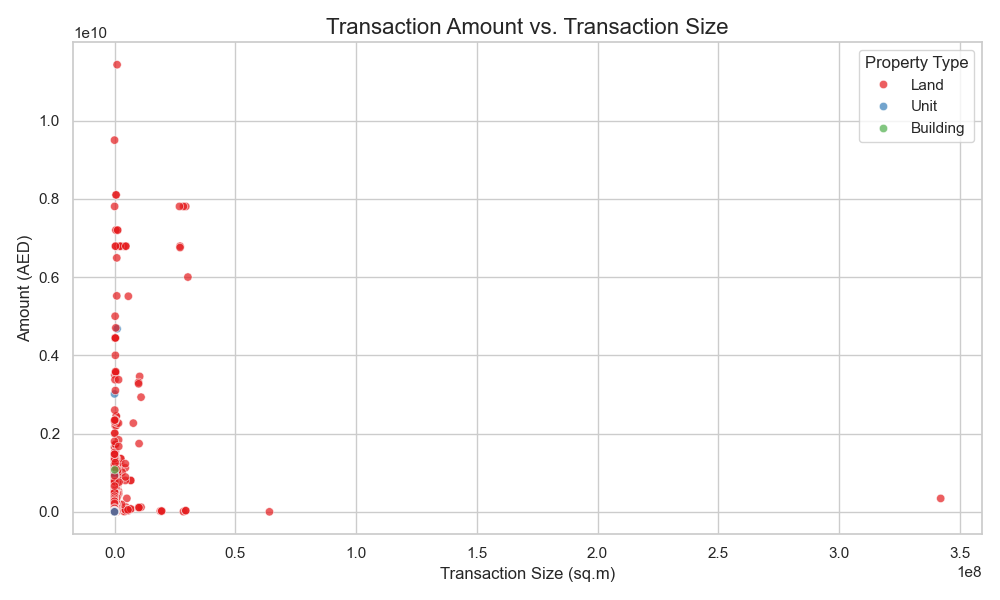 Transaction Amount vs. Transaction Size
1e10
Property Type
Land
Unit
Building
1.0
0.8
0.6
0.4
0.2
0.0
Amount (AED)
0.0 0.5 1.0 1.5 2.0 2.5 3.0 3.5
1e8
Transaction Size (sq.m)